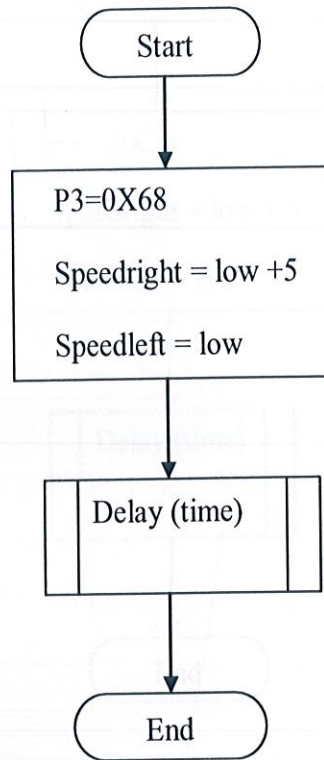 Start
P3=0X68
Speedright = low +5
Speedleft = low
Delay (time)
End